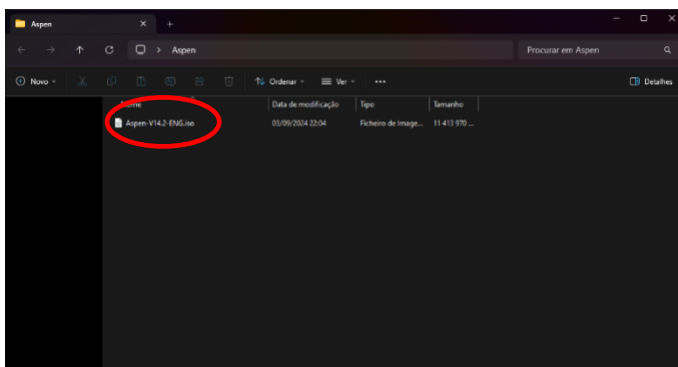 Aspen
Aspen
Procurar em Aspen
Novo
Ordenar
Ver
Detalhes
Nome Data de modificação Tipo Tamanho
Aspen-V14.2-ENG.iso 03/09/2024 22:04 Ficheiro de Image... 11 413 970 ...